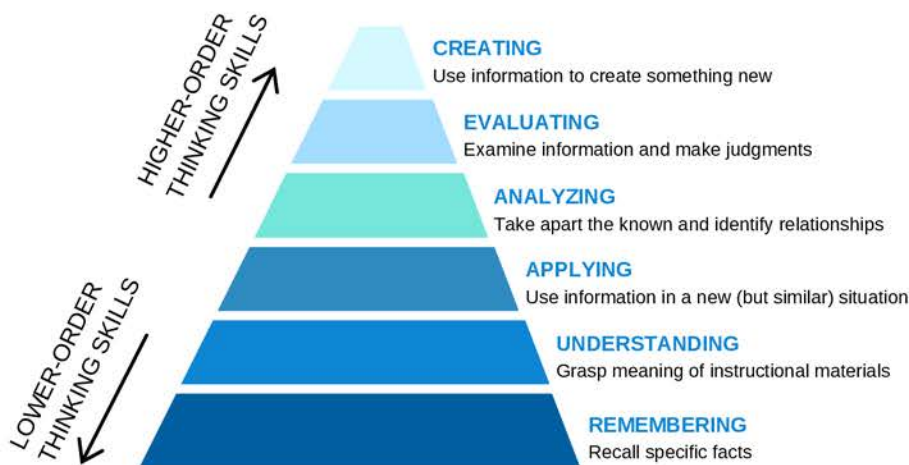 HIGHER-ORDER
THINKING SKILLS
CREATING
Use information to create something new
EVALUATING
Examine information and make judgments
ANALYZING
Take apart the known and identify relationships
APPLYING
Use information in a new (but similar) situation
LOWER-ORDER
THINKING SKILLS
UNDERSTANDING
Grasp meaning of instructional materials
REMEMBERING
Recall specific facts